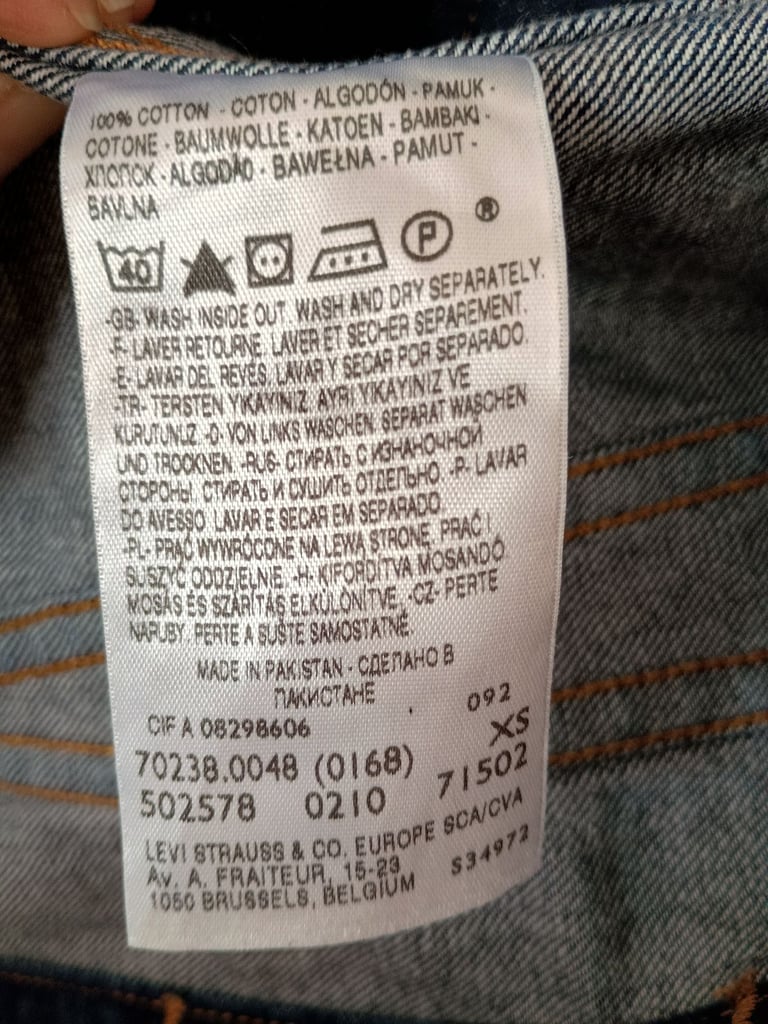 100% COTTON - COTON - ALGODÓN - PAMUK -
COTONE - BAUMWOLLE - KATOEN - BAMBAKI -
ХЛОПОК - ALGODÃO - BAWEŁNA - PAMUT -
BAVLNA
®
40 P
-GB- WASH INSIDE OUT. WASH AND DRY SEPARATELY.
-F- LAVER RETOURNE. LAVER ET SECHER SEPAREMENT.
-E- LAVAR DEL REVÉS. LAVAR Y SECAR POR SEPARADO.
-TR- TERSTEN YIKAYINIZ. AYRI YIKAYINIZ VE
KURUTUNUZ. -D- VON LINKS WASCHEN. SEPARAT WASCHEN
UND TROCKNEN. -RUS- СТИРАТЬ С ИЗНАНОЧНОЙ
СТОРОНЫ. СТИРАТЬ И СУШИТЬ ОТДЕЛЬНО. -P- LAVAR
DO AVESSO. LAVAR E SECAR EM SEPARADO.
-PL- PRAĆ WYWRÓCONE NA LEWĄ STRONĘ. PRAĆ I
SUSZYĆ ODDZIELNIE. -H- KIFORDÍTVA MOSANDÓ
MOSÁS ÉS SZÁRÍTÁS ELKÜLÖNÍTVE. -CZ- PERTE
NARUBY. PERTE A SUŠTE SAMOSTATNĚ.
MADE IN PAKISTAN - СДЕЛАНО В
ПАКИСТАНЕ
092
CIF A 08298606
XS
70238.0048 (0168)
71502
502578 0210
LEVI STRAUSS & CO. EUROPE SCA/CVA
Av. A. FRAITEUR, 15-23
S34972
1050 BRUSSELS, BELGIUM